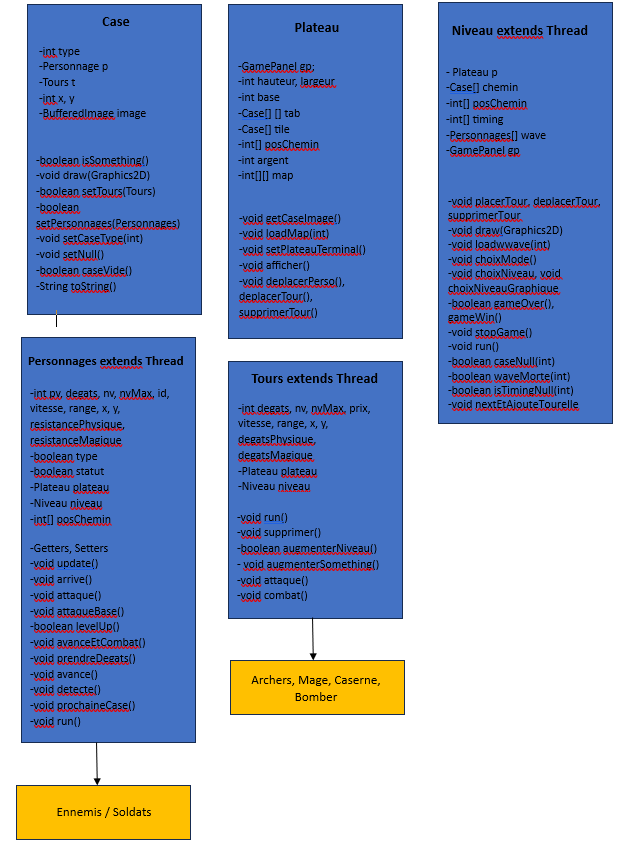 Case
-int type
-Personnage p
-Tours t
-int x, y
-BufferedImage image
-boolean isSomething()
-void draw(Graphics2D)
-boolean setTours(Tours)
-boolean
setPersonnages(Personnages)
-void setCaseType(int)
-void setNull()
-boolean caseVide()
-String toString()
Plateau
-GamePanel gp;
-int hauteur, largeur
-int base
-Case[] [] tab
-Case[] tile
-int[] posChemin
-int argent
-int[][] map
-void getCaseImage()
-void loadMap(int)
-void setPlateauTerminal()
-void afficher()
-void deplacerPerso(),
deplacerTour(),
supprimerTour()
Niveau extends Thread
- Plateau p
-Case[] chemin
-int[] posChemin
-int[] timing
-Personnages[] wave
-GamePanel gp
-void placerTour, deplacerTour,
supprimerTour
-void draw(Graphics2D)
-void loadwwave(int)
-void choixMode()
-void choixNiveau, void
choixNiveauGraphique
-boolean gameOver(),
gameWin()
-void stopGame()
-void run()
-boolean caseNull(int)
-boolean waveMorte(int)
-boolean isTimingNull(int)
-void nextEtAjouteTourelle
Personnages extends Thread
-int pv, degats, nv, nvMax, id,
vitesse, range, x, y,
resistancePhysique,
resistanceMagique
-boolean type
-boolean statut
-Plateau plateau
-Niveau niveau
-int[] posChemin
-Getters, Setters
-void update()
-void arrive()
-void attaque()
-void attaqueBase()
-boolean levelUp()
-void avanceEtCombat()
-void prendreDegats()
-void avance()
-void detecte()
-void prochaineCase()
-void run()
Tours extends Thread
-int degats, nv, nvMax, prix,
vitesse, range, x, y,
degatsPhysique,
degatsMagique
-Plateau plateau
-Niveau niveau
-void run()
-void supprimer()
-boolean augmenterNiveau()
- void augmenterSomething()
-void attaque()
-void combat()
Archers, Mage, Caserne,
Bomber
Ennemis / Soldats